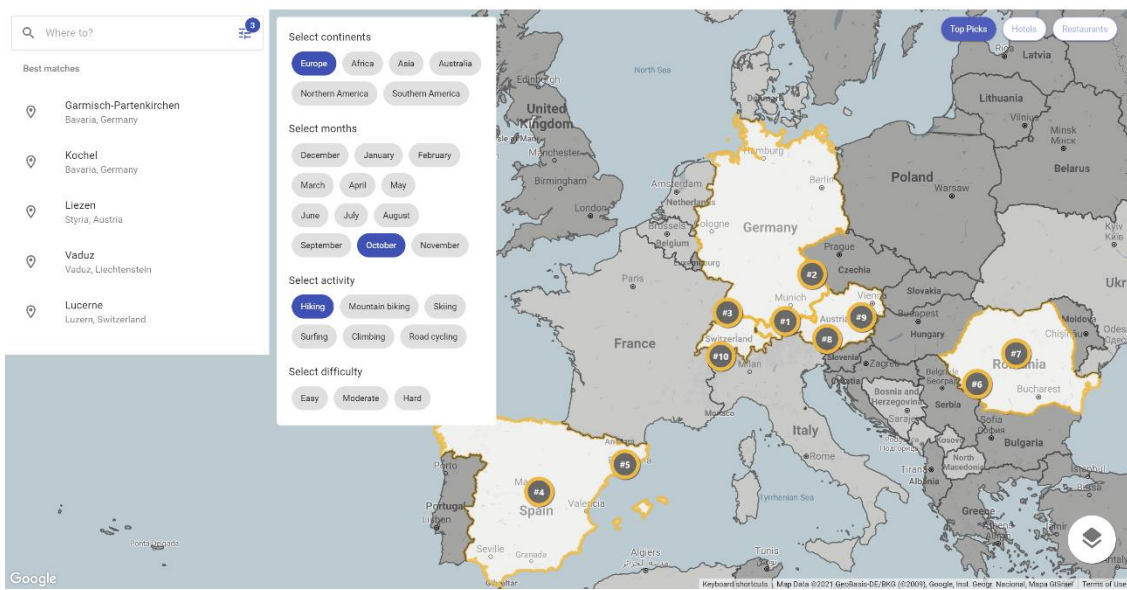 Where to?
3
Best matches
Garmisch-Partenkirchen
Bavaria, Germany
Kochel
Bavaria, Germany
Liezen
Styria, Austria
Vaduz
Vaduz, Liechtenstein
Lucerne
Luzern, Switzerland
Select continents
Europe Africa Asia Australia
Northern America Southern America
Select months
December January February
March April May
June July August
September October November
Select activity
Hiking Mountain biking Skiing
Surfing Climbing Road cycling
Select difficulty
Easy Moderate Hard
Top Picks Hotels Restaurants
North Sea
Latvia
Lithuania
Vilnius
Minsk
Мінск
Belarus
United
Kingdom
Manchester
Birmingham
London
Hamburg
Berlin
Poland
Warsaw
Amsterdam
Netherlands
Cologne
Brussels
Belgium
Germany
Paris
Prague
Czechia
#2
Slovakia
Munich
Vienna
Budapest
Hungary
Moldova
#3
#1
#8
#9
Switzerland
#10
Milan
France
Slovenia
Zagreb
Croatia
#7
#6
Bucharest
Serbia
Bosnia and
Herzegovina
Monaco
Italy
Sofia
София
Bulgaria
Kosovo
North
Macedonia
Rome
Tyrrhenian Sea
Greece
Porto
Portugal
#4
#5
Spain
Valencia
Seville
Granada
Algiers
Tunis
Ponta Delgada
Google
Keyboard shortcuts Map Data ©2021 GeoBasis-DE/BKG (©2009), Google, Inst. Geogr. Nacional, Mapa GISrael Terms of Use